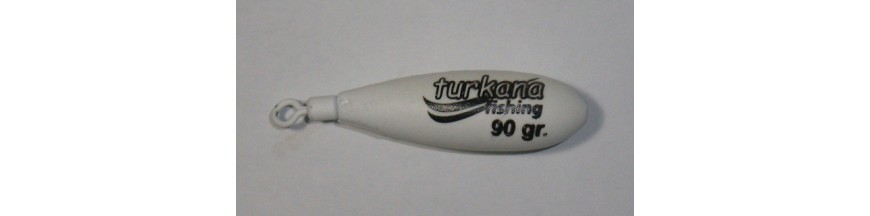 turkana
fishing
90 gr.